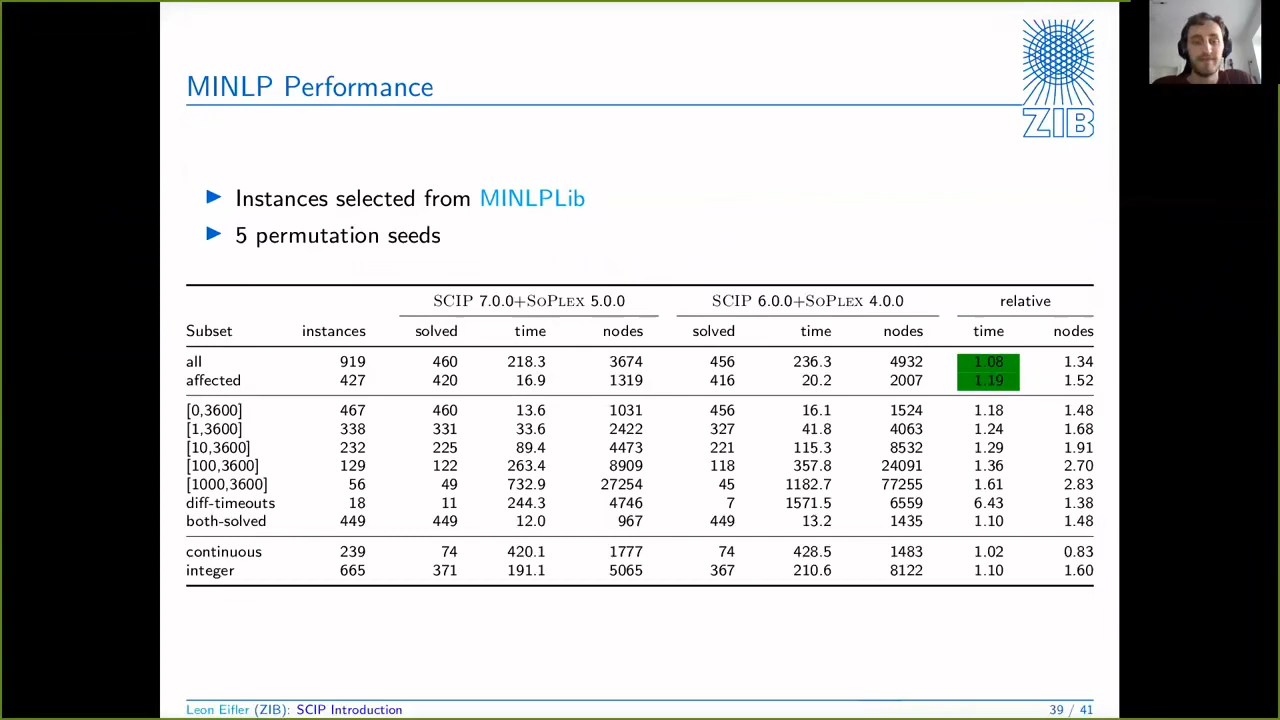 MINLP Performance
ZIB
Instances selected from MINLPLib
5 permutation seeds
SCIP 7.0.0+SoPlex 5.0.0 SCIP 6.0.0+SoPlex 4.0.0 relative
Subset instances solved time nodes solved time nodes time nodes
all 919 460 218.3 3674 456 236.3 4932 1.08 1.34
affected 427 420 16.9 1319 416 20.2 2007 1.19 1.52
[0,3600] 467 460 13.6 1031 456 16.1 1524 1.18 1.48
[1,3600] 338 331 33.6 2422 327 41.8 4063 1.24 1.68
[10,3600] 232 225 89.4 4473 221 115.3 8532 1.29 1.91
[100,3600] 129 122 263.4 8909 118 357.8 24091 1.36 2.70
[1000,3600] 56 49 732.9 27254 45 1182.7 77255 1.61 2.83
diff-timeouts 18 11 244.3 4746 7 1571.5 6559 6.43 1.38
both-solved 449 449 12.0 967 449 13.2 1435 1.10 1.48
continuous 239 74 420.1 1777 74 428.5 1483 1.02 0.83
integer 665 371 191.1 5065 367 210.6 8122 1.10 1.60
Leon Eifler (ZIB): SCIP Introduction 39 / 41